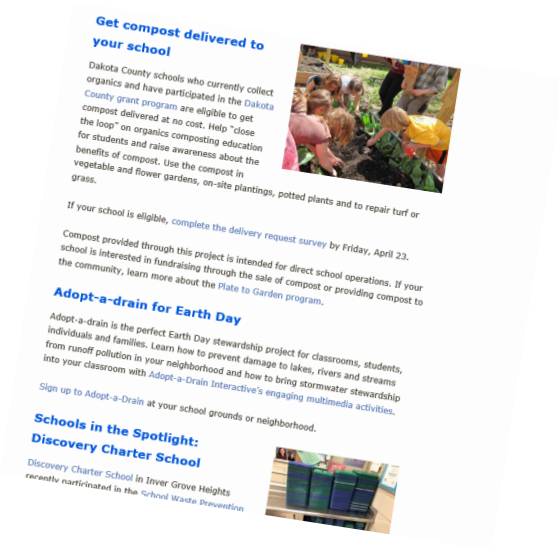 Get compost delivered to
your school
Dakota County schools who currently collect
organics and have participated in the Dakota
County grant program are eligible to get
compost delivered at no cost. Help "close
the loop" on organics composting education
for students and raise awareness about the
benefits of compost. Use the compost in
vegetable and flower gardens, on-site plantings, potted plants and to repair turf or
grass.
If your school is eligible, complete the delivery request survey by Friday, April 23.
Compost provided through this project is intended for direct school operations. If your
school is interested in fundraising through the sale of compost or providing compost to
the community, learn more about the Plate to Garden program.
Adopt-a-drain for Earth Day
Adopt-a-drain is the perfect Earth Day stewardship project for classrooms, students,
individuals and families. Learn how to prevent damage to lakes, rivers and streams
from runoff pollution in your neighborhood and how to bring stormwater stewardship
into your classroom with Adopt-a-Drain Interactive's engaging multimedia activities.
Sign up to Adopt-a-Drain at your school grounds or neighborhood.
Schools in the Spotlight:
Discovery Charter School
Discovery Charter School in Inver Grove Heights
recently participated in the School Waste Prevention